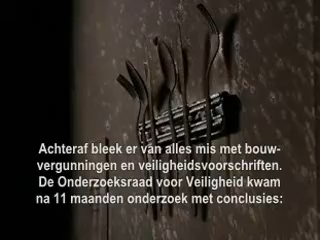 Achteraf bleek er van alles mis met bouw-
vergunningen en veiligheidsvoorschriften.
De Onderzoeksraad voor Veiligheid kwam
na 11 maanden onderzoek met conclusies: